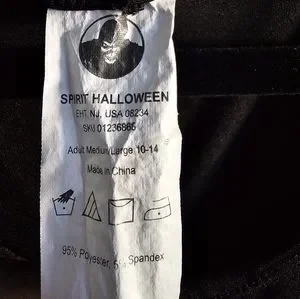 SPIRIT HALLOWEEN
EHT, NJ, USA 08234
SKU 01236866
Adult Medium/Large 10-14
Made in China
95% Polyester, 5% Spandex